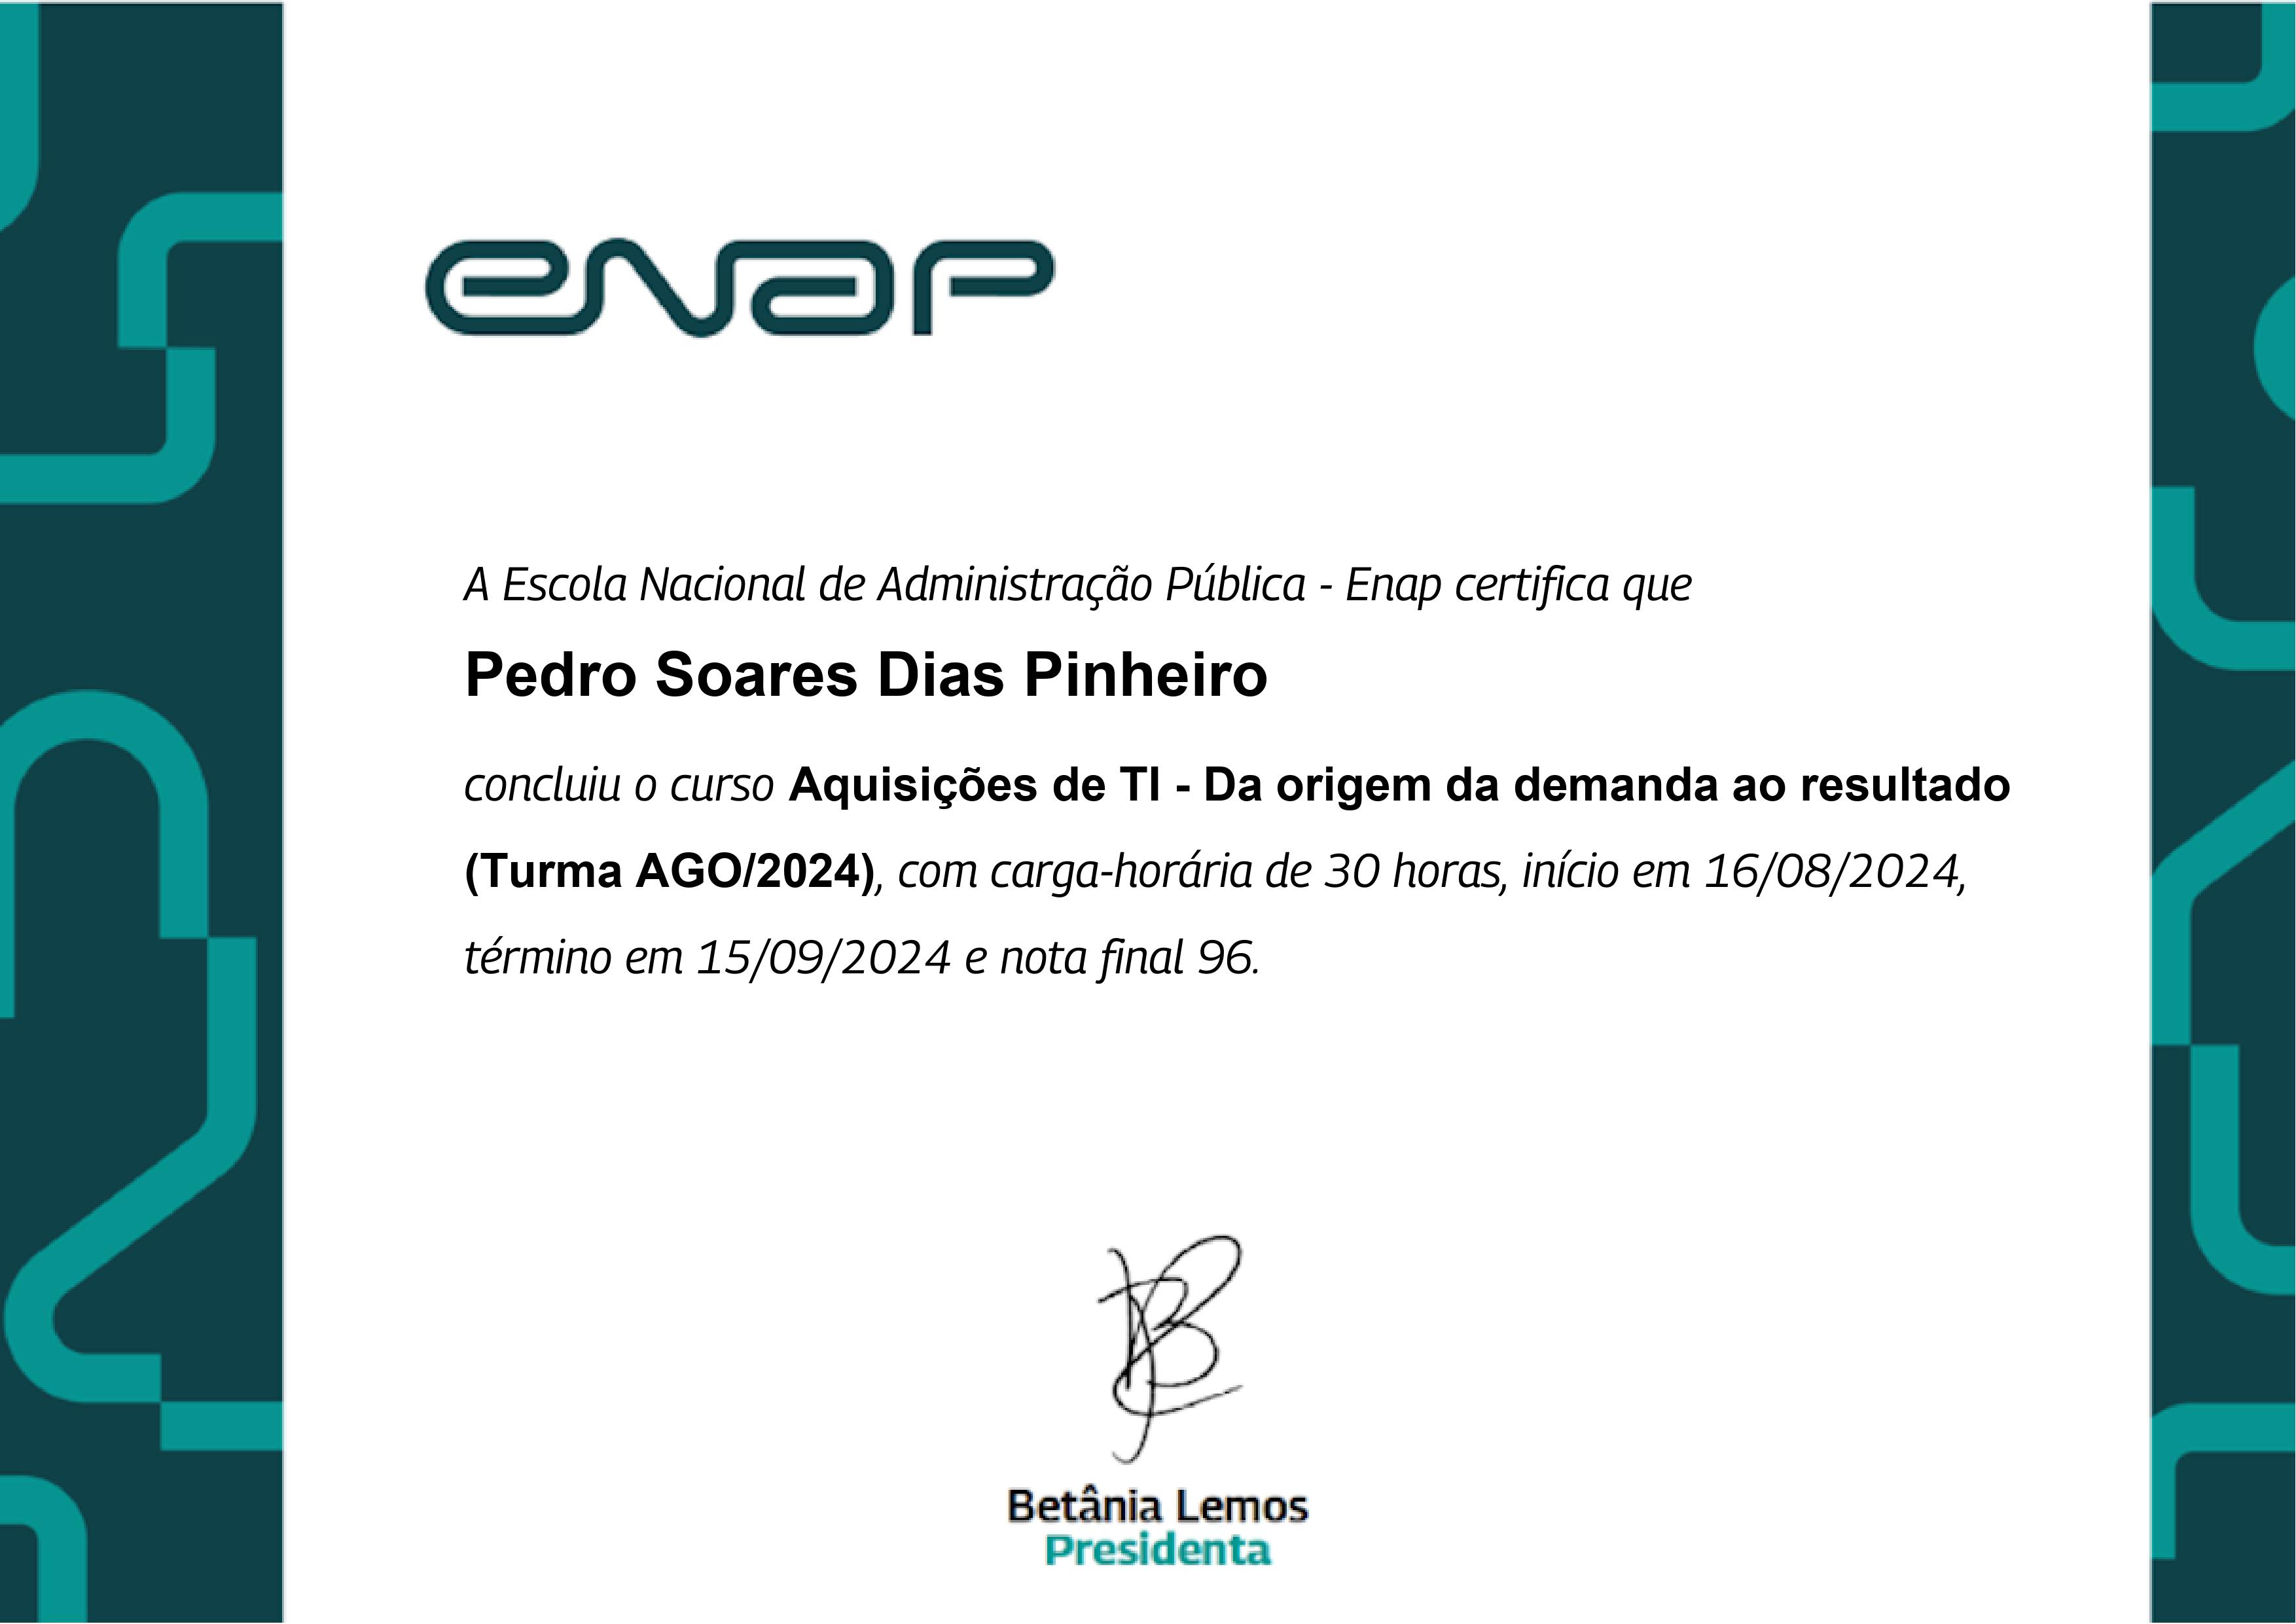 enap
A Escola Nacional de Administração Pública - Enap certifica que
Pedro Soares Dias Pinheiro
concluiu o curso Aquisições de TI - Da origem da demanda ao resultado
(Turma AGO/2024), com carga-horária de 30 horas, início em 16/08/2024,
término em 15/09/2024 e nota final 96.
Betânia Lemos
Presidenta